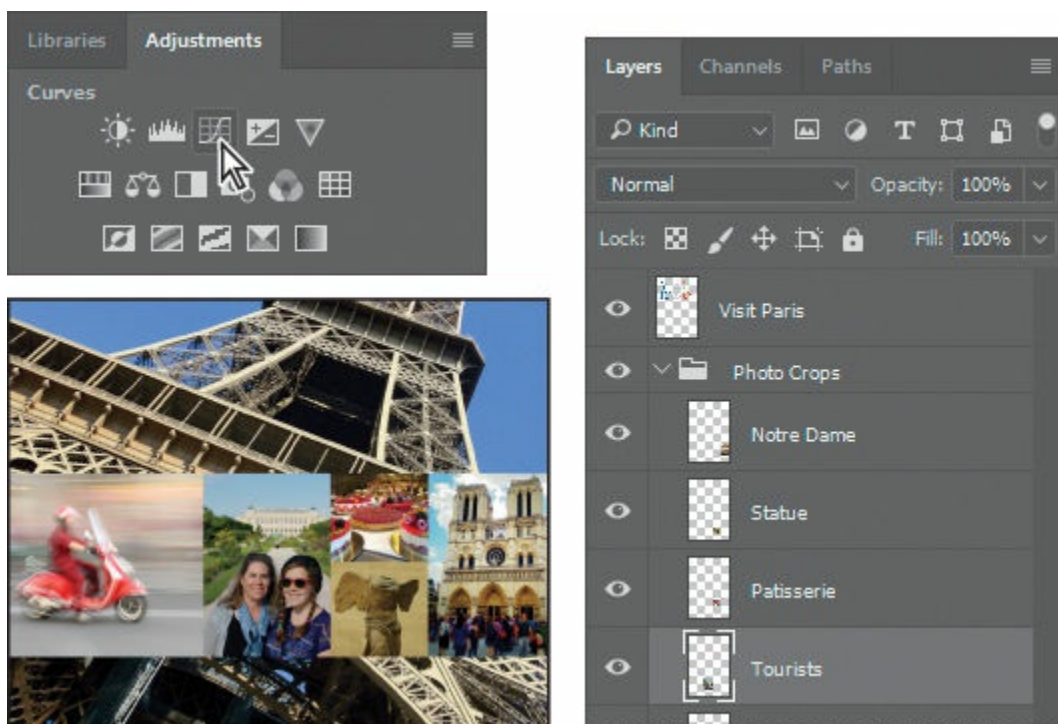 Libraries Adjustments
Curves
Layers Channels Paths
Kind
Normal Opacity: 100%
Lock: Fill: 100%
Visit Paris
Photo Crops
Notre Dame
Statue
Patisserie
Tourists